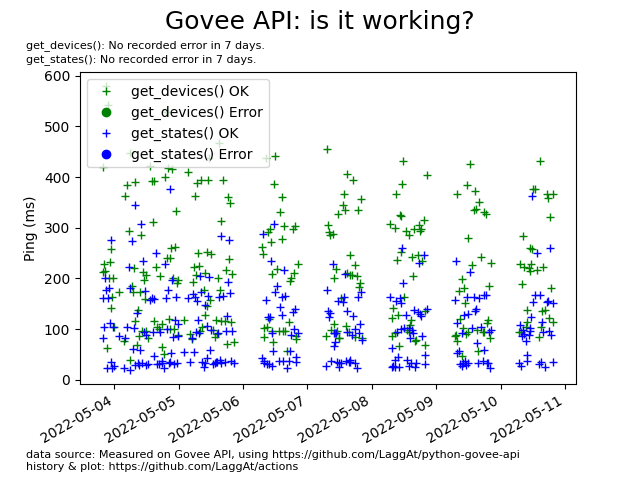 Govee API: is it working?
get_devices(): No recorded error in 7 days.
get_states(): No recorded error in 7 days.
600
500
400
300
200
100
0
Ping (ms)
get_devices() OK
get_devices() Error
get_states() OK
get_states() Error
2022-05-04
2022-05-05
2022-05-06
2022-05-07
2022-05-08
2022-05-09
2022-05-10
2022-05-11
data source: Measured on Govee API, using https://github.com/LaggAt/python-govee-api
history & plot: https://github.com/LaggAt/actions